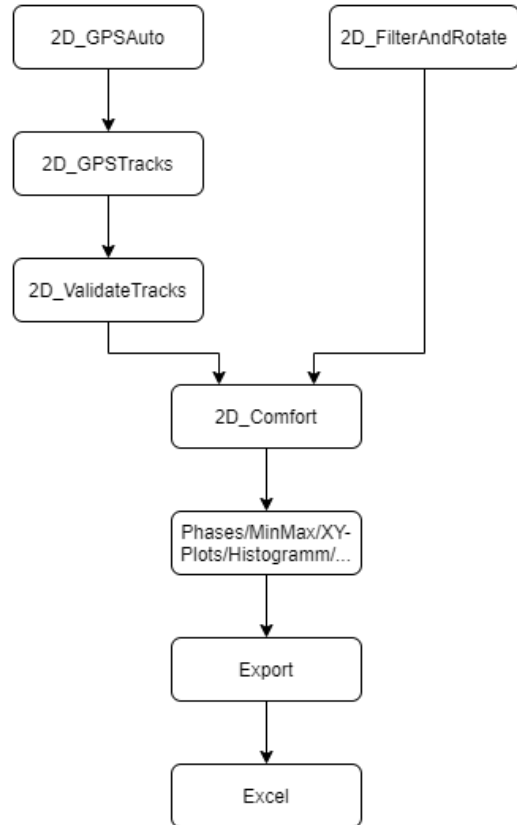 2D_GPSAuto
2D_FilterAndRotate
2D_GPSTracks
2D_ValidateTracks
2D_Comfort
Phases/MinMax/XY-
Plots/Histogramm/...
Export
Excel